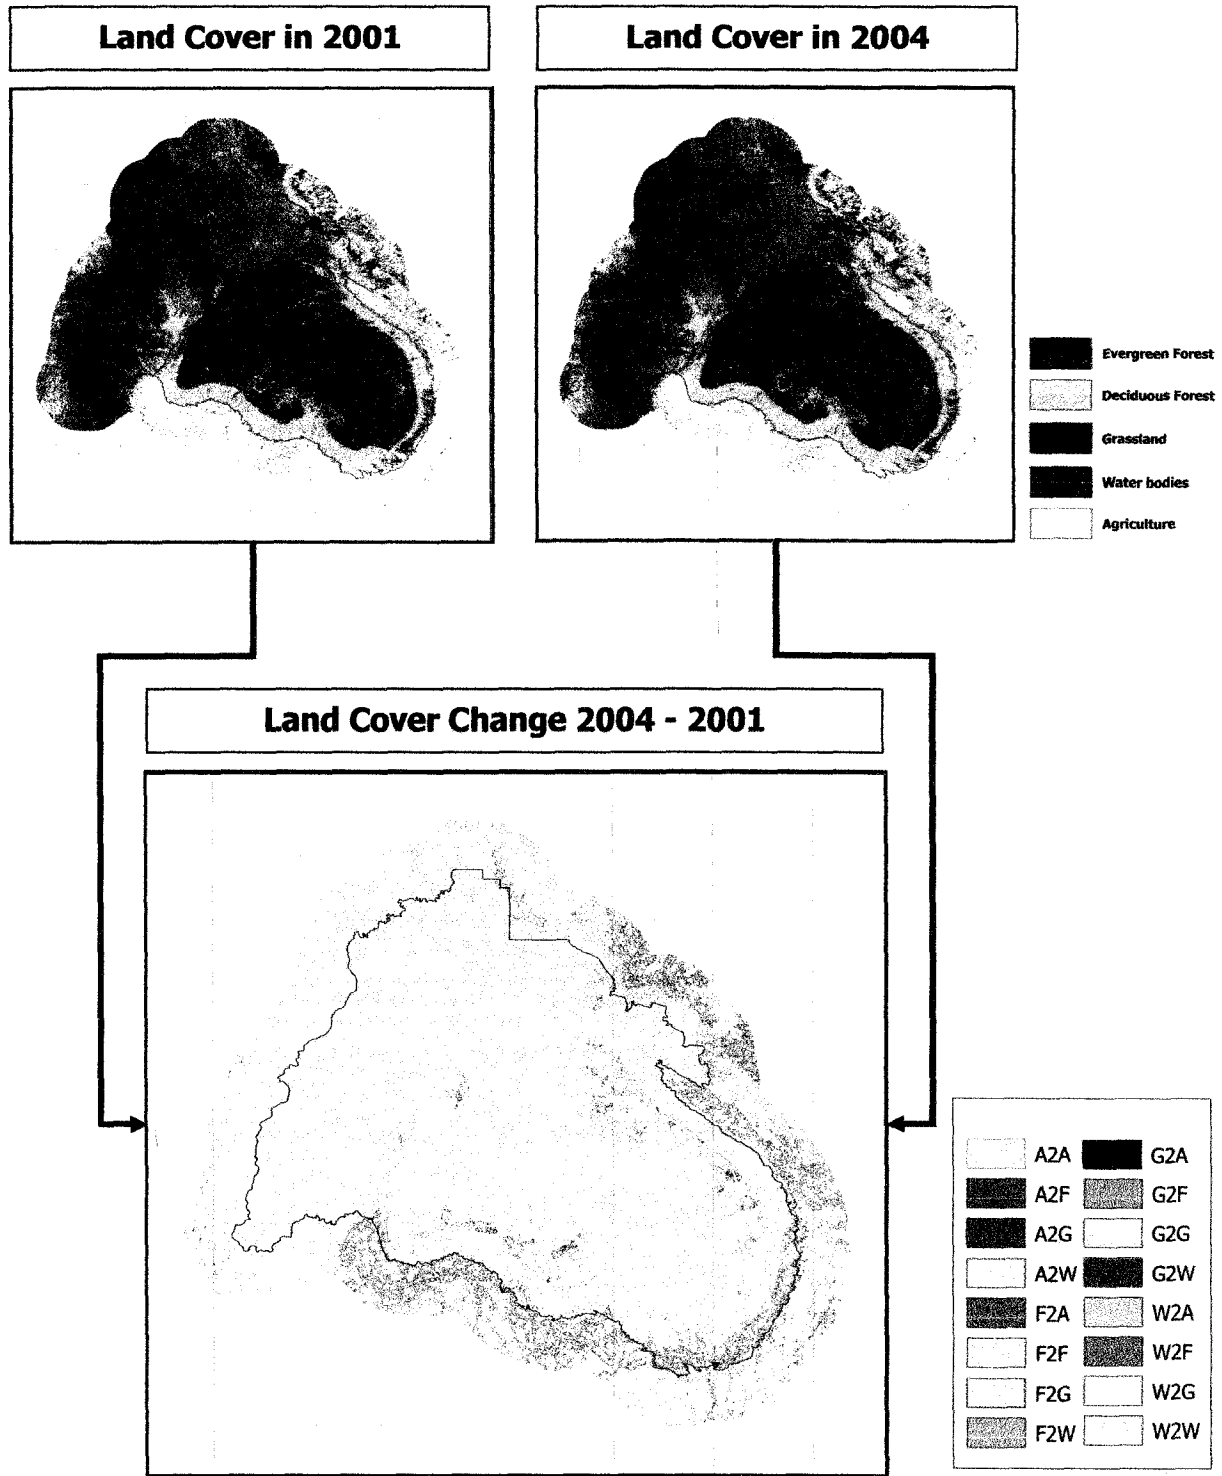 Land Cover in 2001
Land Cover in 2004
Evergreen Forest
Deciduous Forest
Grassland
Water bodies
Agriculture
Land Cover Change 2004 - 2001
A2A
G2A
A2F
G2F
A2G
G2G
A2W
G2W
F2A
W2A
F2F
W2F
F2G
W2G
F2W
W2W